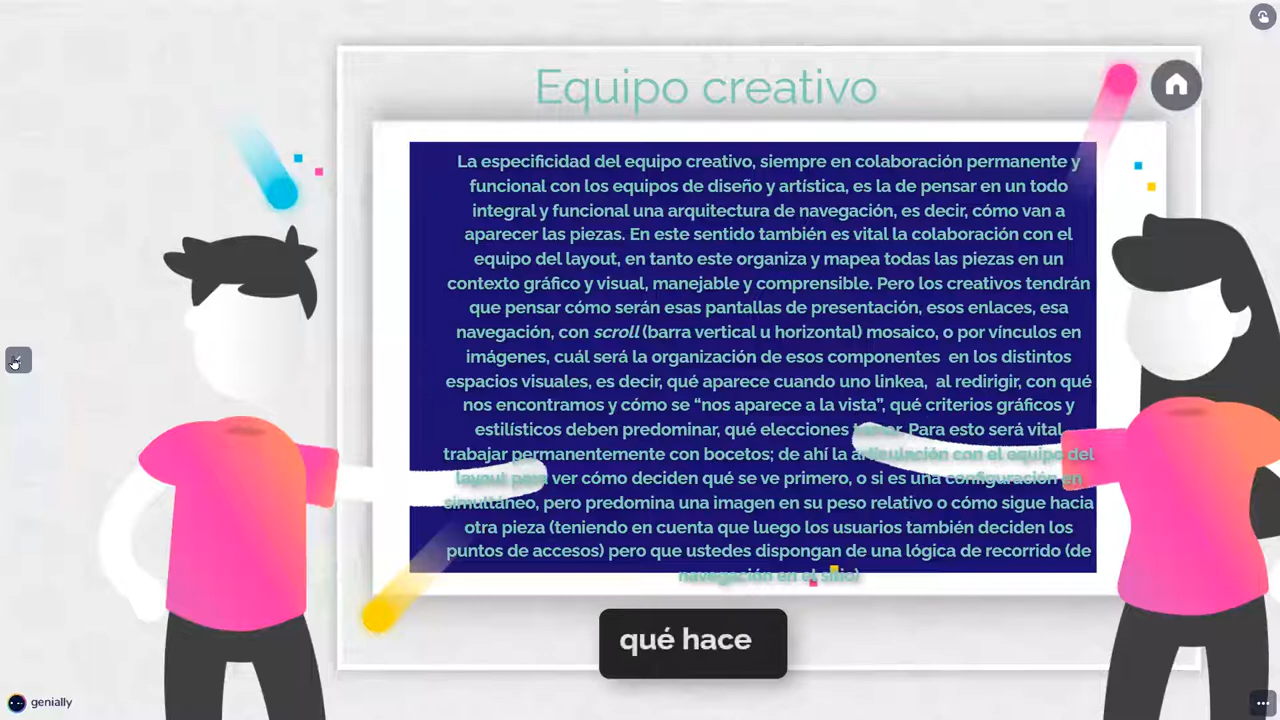 Equipo creativo
La especificidad del equipo creativo, siempre en colaboración permanente y
funcional con los equipos de diseño y artística, es la de pensar en un todo
integral y funcional una arquitectura de navegación, es decir, cómo van a
aparecer las piezas. En este sentido también es vital la colaboración con el
equipo del layout, en tanto este organiza y mapea todas las piezas en un
contexto gráfico y visual, manejable y comprensible. Pero los creativos tendrán
que pensar cómo serán esas pantallas de presentación, esos enlaces, esa
navegación, con scroll (barra vertical u horizontal) mosaico, o por vínculos en
imágenes, cuál será la organización de esos componentes en los distintos
espacios visuales, es decir, qué aparece cuando uno linkea, al redirigir, con qué
nos encontramos y cómo se “nos aparece a la vista”, qué criterios gráficos y
estilísticos deben predominar, qué elecciones tomar. Para esto será vital
trabajar permanentemente con bocetos; de ahí la articulación con el equipo del
layout para ver cómo deciden qué se ve primero, o si es una configuración en
simultáneo, pero predomina una imagen en su peso relativo o cómo sigue hacia
otra pieza (teniendo en cuenta que luego los usuarios también deciden los
puntos de accesos) pero que ustedes dispongan de una lógica de recorrido (de
navegación en el sitio)
qué hace
genially